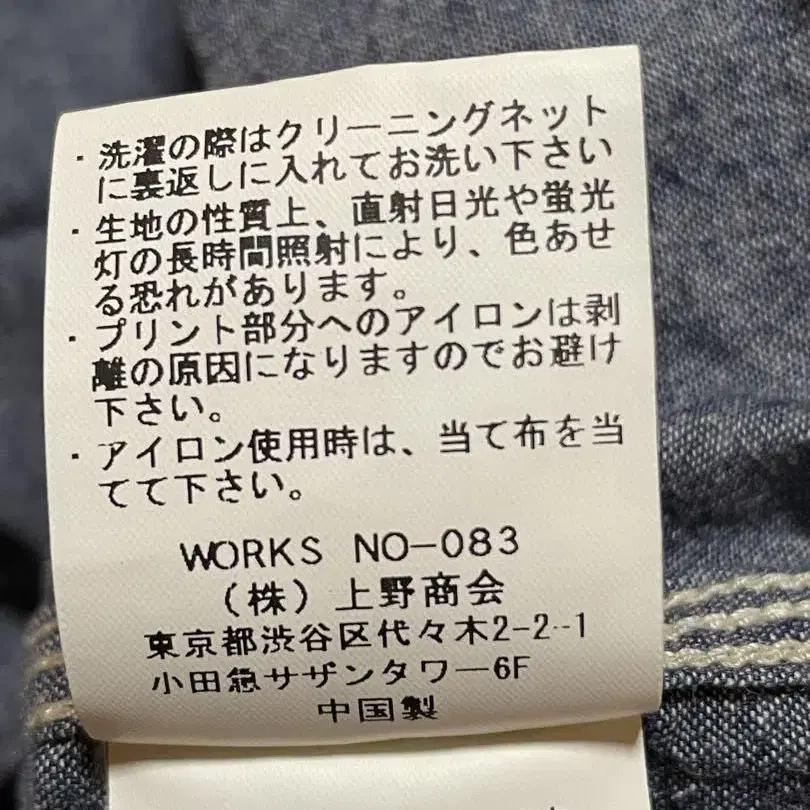 ・洗濯の際はクリーニングネット
に裏返しに入れてお洗い下さい
・生地の性質上、直射日光や蛍光
灯の長時間照射により、色あせ
る恐れがあります。
・プリント部分へのアイロンは剥
離の原因になりますのでお避け
下さい。
・アイロン使用時は、当て布を当
てて下さい。
WORKS NO-083
(株)上野商会
東京都渋谷区代々木2-2-1
小田急サザンタワー6F
中国製